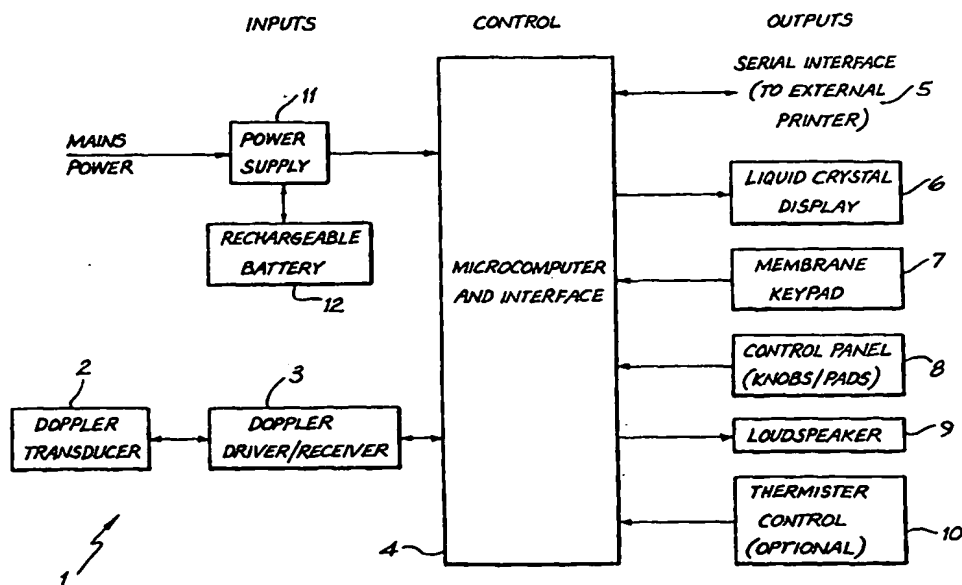 INPUTS
CONTROL
OUTPUTS
SERIAL INTERFACE
(TO EXTERNAL
PRINTER)
5
11
MAINS
POWER
POWER
SUPPLY
LIQUID CRYSTAL
DISPLAY
6
RECHARGEABLE
BATTERY
12
MICROCOMPUTER
AND INTERFACE
MEMBRANE
KEYPAD
7
CONTROL PANEL
(KNOBS/PADS)
8
2
DOPPLER
TRANSDUCER
3
DOPPLER
DRIVER/RECEIVER
LOUDSPEAKER
9
THERMISTER
CONTROL
(OPTIONAL)
10
4
1